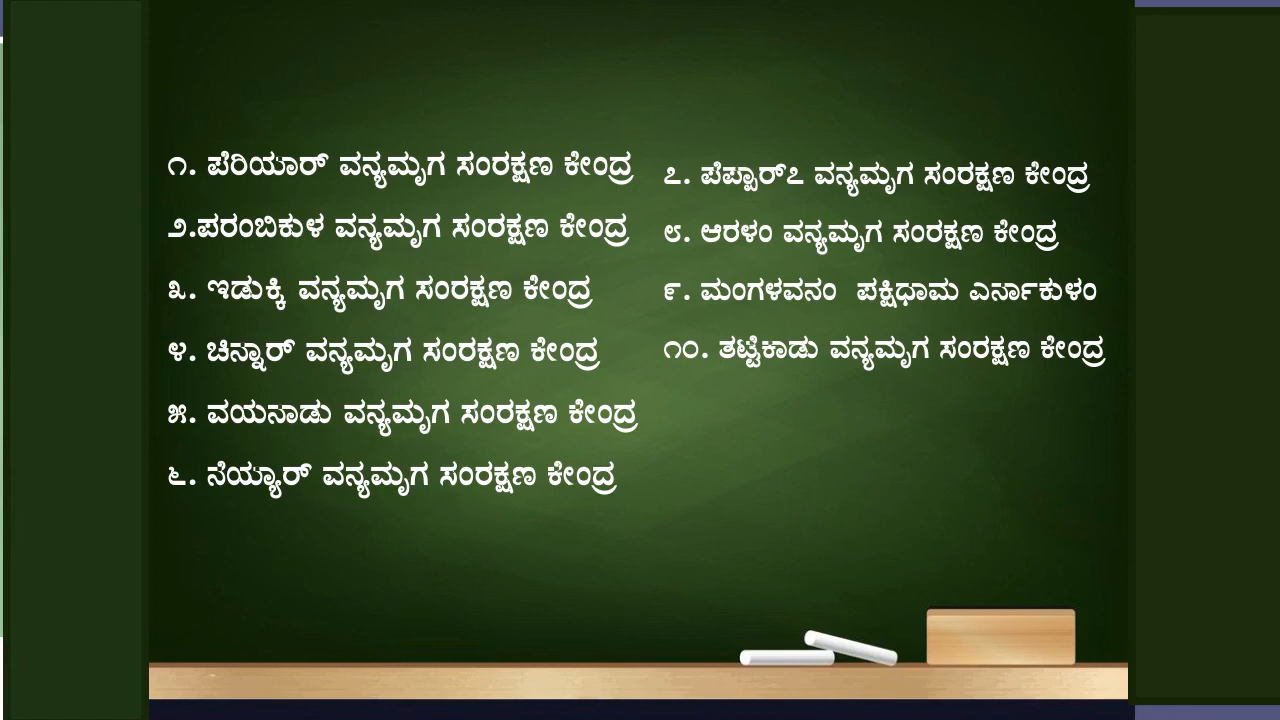 ೧. ಪೆರಿಯಾರ್ ವನ್ಯಮೃಗ ಸಂರಕ್ಷಣ ಕೇಂದ್ರ
೨.ಪರಂಬಿಕುಳ ವನ್ಯಮೃಗ ಸಂರಕ್ಷಣ ಕೇಂದ್ರ
೩. ಇಡುಕ್ಕಿ ವನ್ಯಮೃಗ ಸಂರಕ್ಷಣ ಕೇಂದ್ರ
೪. ಚಿನ್ನಾರ್ ವನ್ಯಮೃಗ ಸಂರಕ್ಷಣ ಕೇಂದ್ರ
೫. ವಯನಾಡು ವನ್ಯಮೃಗ ಸಂರಕ್ಷಣ ಕೇಂದ್ರ
೬. ನೆಯ್ಯಾರ್ ವನ್ಯಮೃಗ ಸಂರಕ್ಷಣ ಕೇಂದ್ರ
೭. ಪೆಪ್ಪಾರ್೭ ವನ್ಯಮೃಗ ಸಂರಕ್ಷಣ ಕೇಂದ್ರ
೮. ಆರಳಂ ವನ್ಯಮೃಗ ಸಂರಕ್ಷಣ ಕೇಂದ್ರ
೯. ಮಂಗಳವನಂ ಪಕ್ಷಿಧಾಮ ಎರ್ನಾಕುಳಂ
೧೦. ತಟ್ಟೆಕಾಡು ವನ್ಯಮೃಗ ಸಂರಕ್ಷಣ ಕೇಂದ್ರ